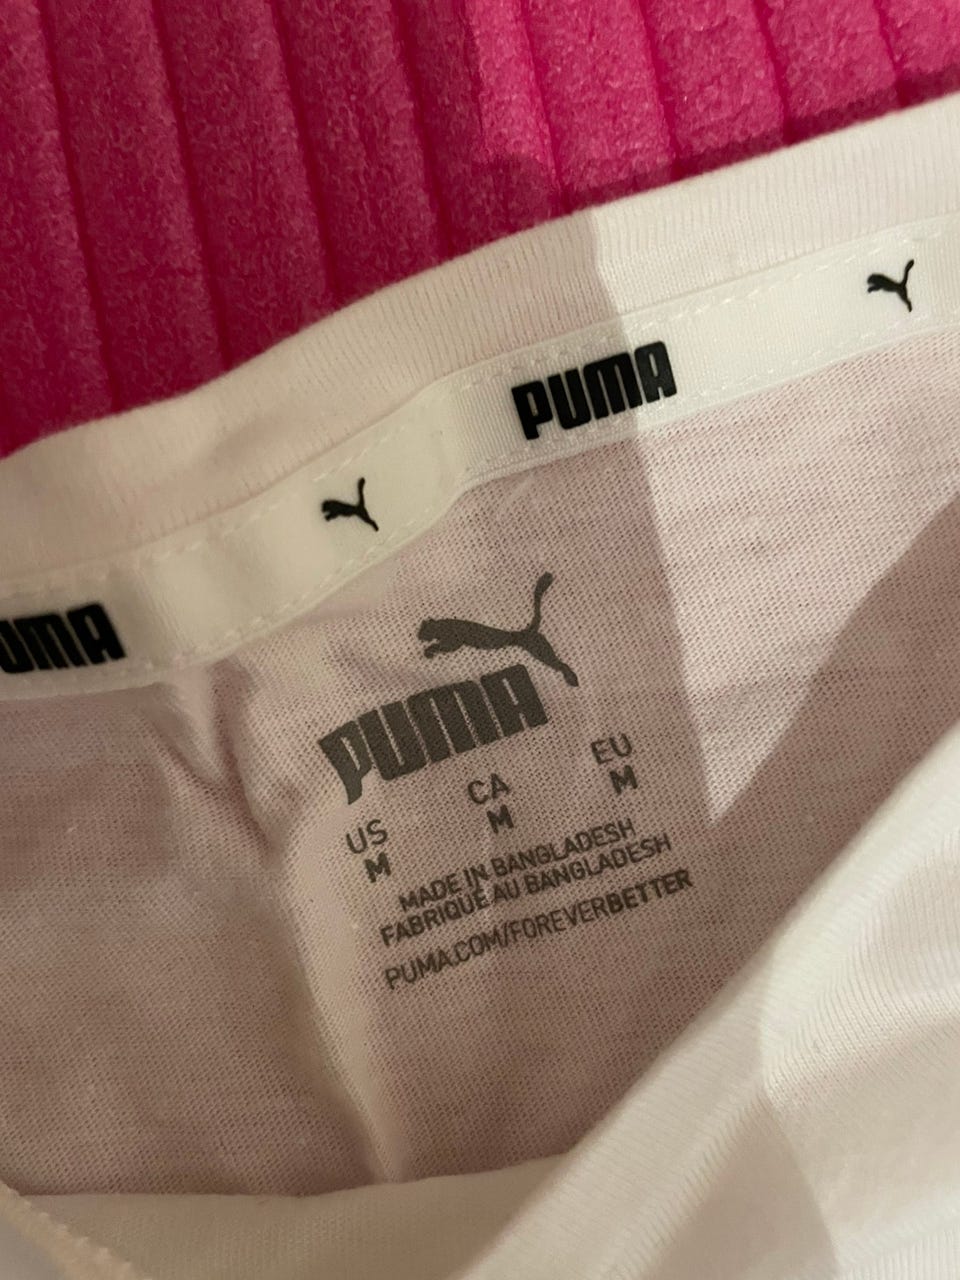 PUMA
UMA
PUMA
US CA EU
M M M
MADE IN BANGLADESH
FABRIQUÉ AU BANGLADESH
PUMA.COM/FOREVERBETTER